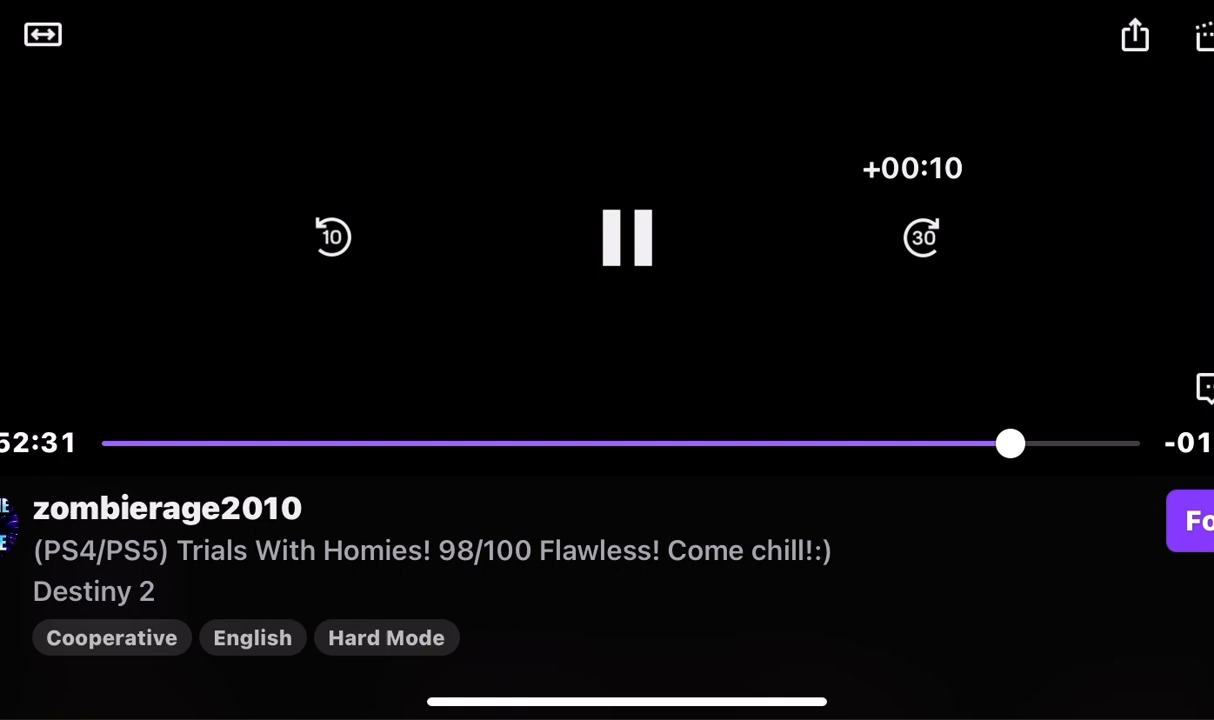 +00:10
10
30
52:31
-01
zombierage2010
Fo
(PS4/PS5) Trials With Homies! 98/100 Flawless! Come chill!:)
Destiny 2
Cooperative English Hard Mode